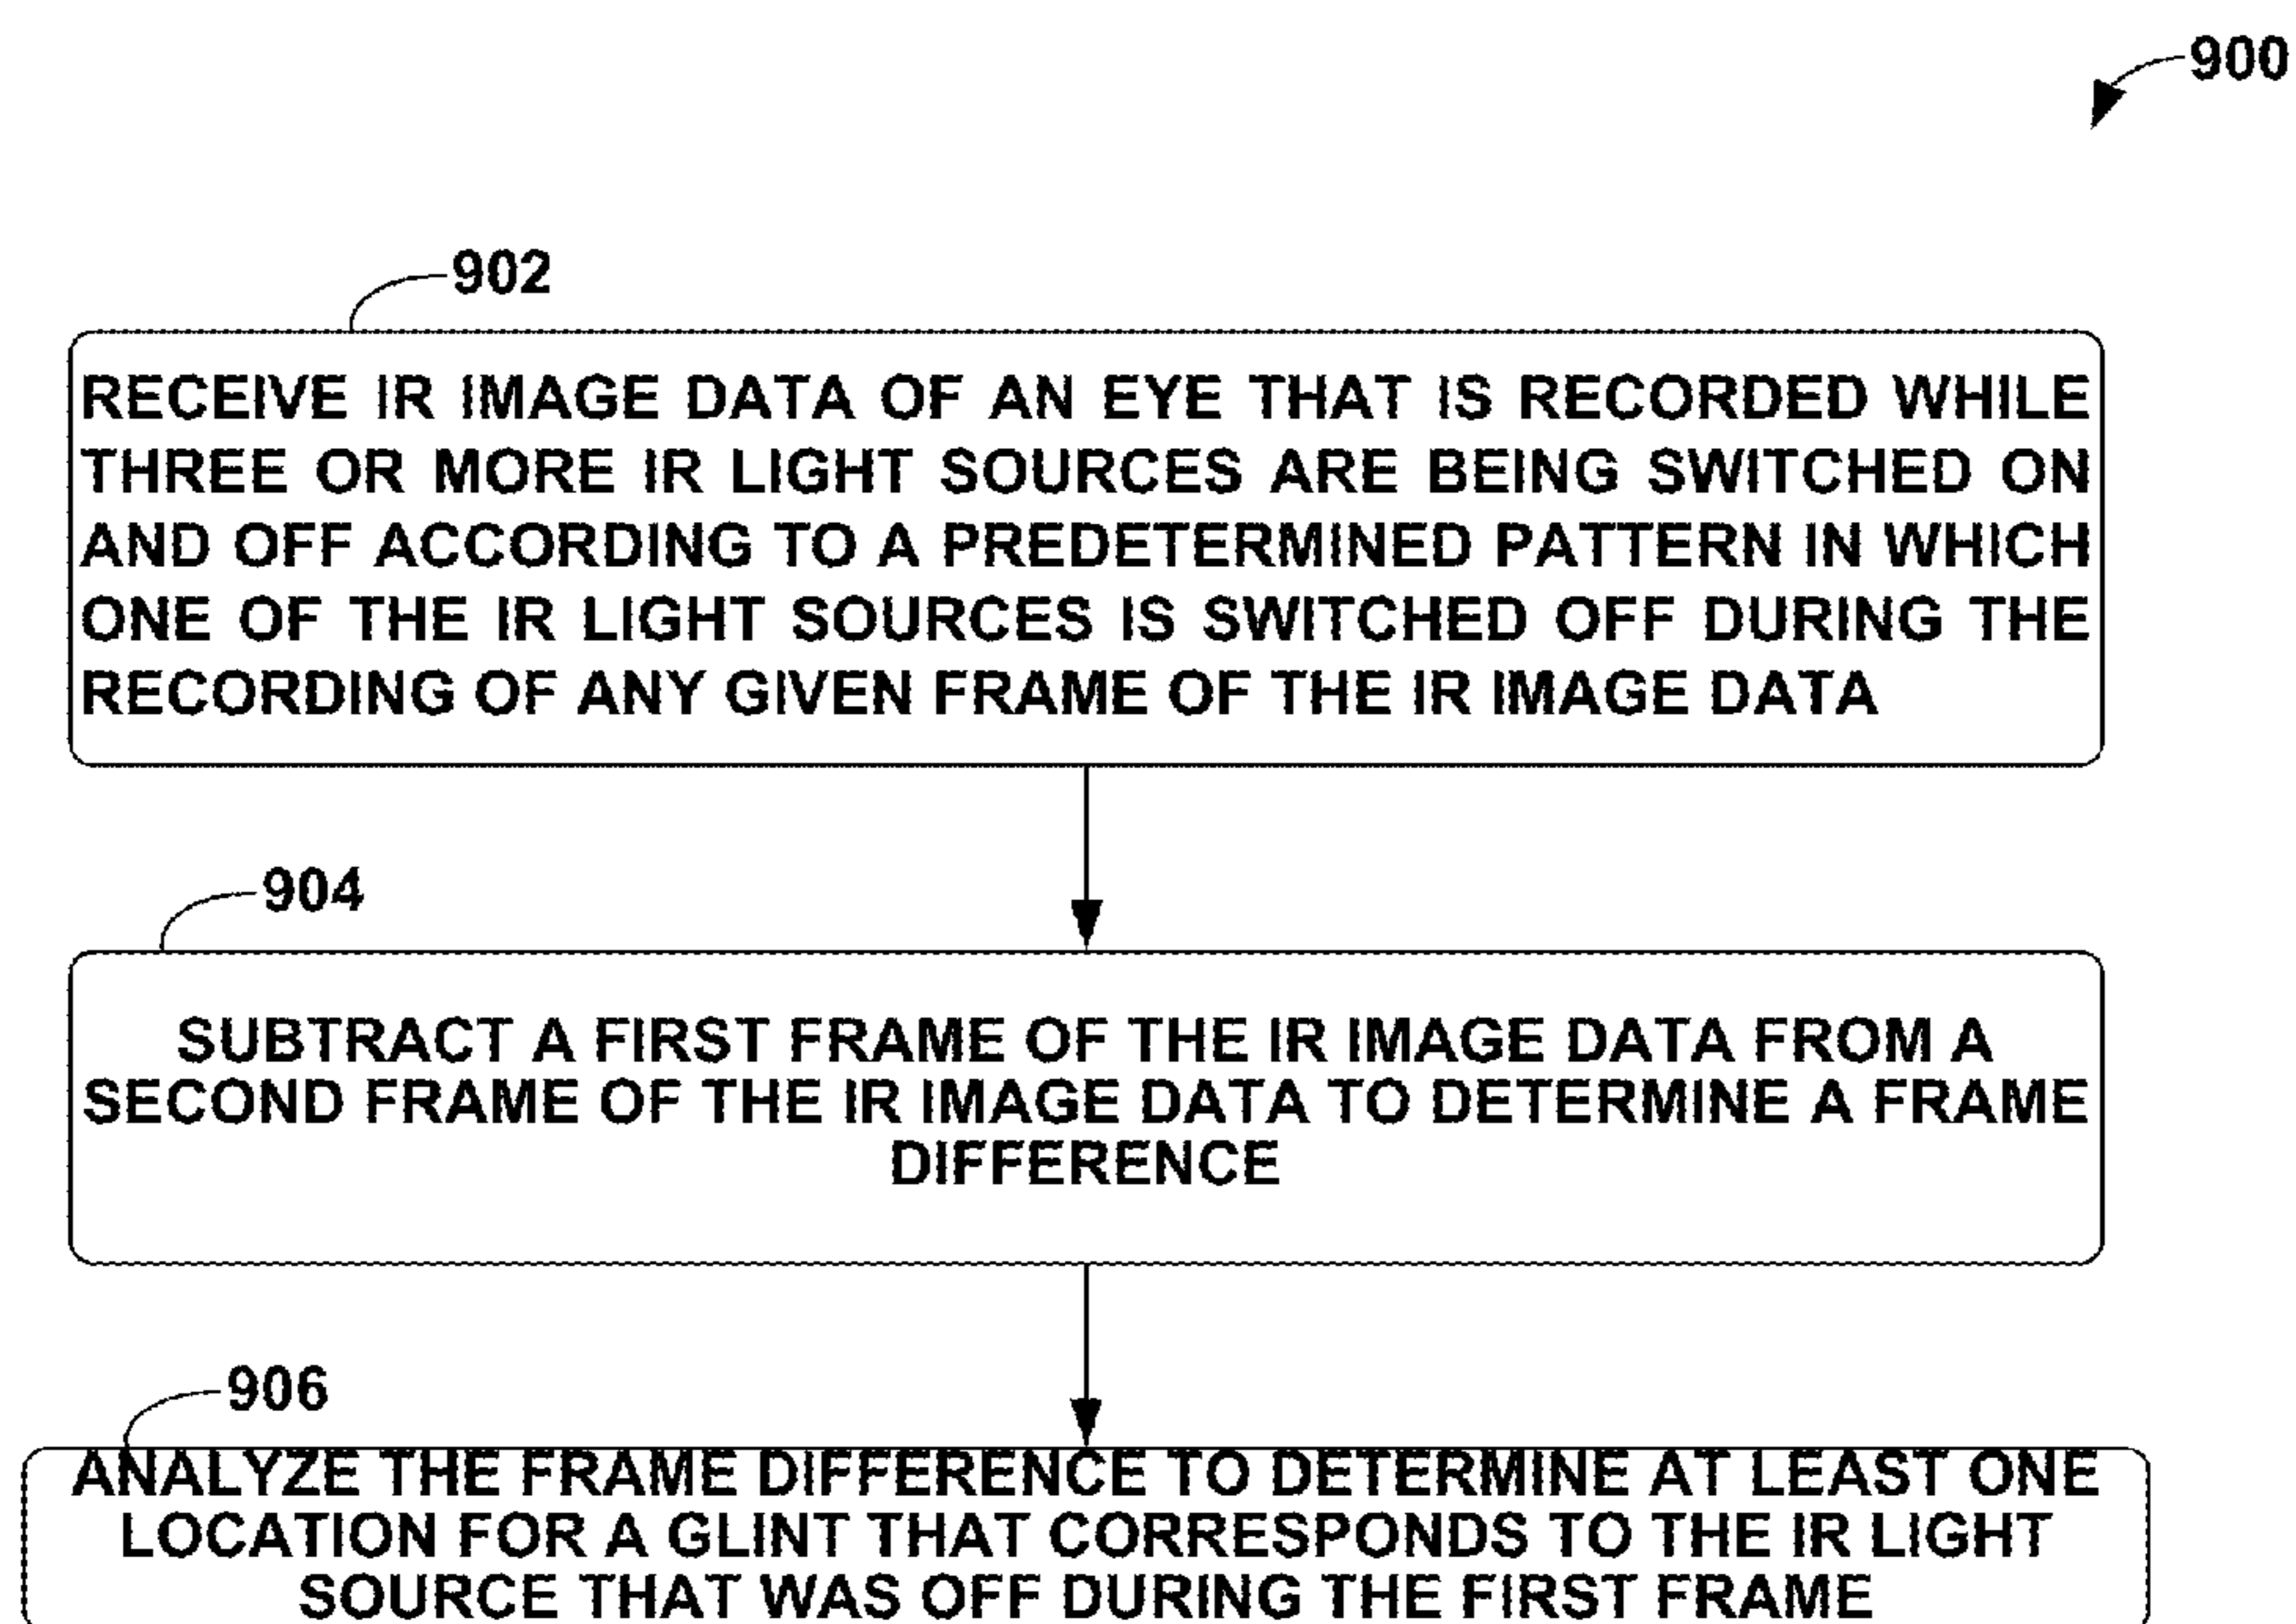 900
902
RECEIVE IR IMAGE DATA OF AN EYE THAT IS RECORDED WHILE
THREE OR MORE IR LIGHT SOURCES ARE BEING SWITCHED ON
AND OFF ACCORDING TO A PREDETERMINED PATTERN IN WHICH
ONE OF THE IR LIGHT SOURCES IS SWITCHED OFF DURING THE
RECORDING OF ANY GIVEN FRAME OF THE IR IMAGE DATA
904
SUBTRACT A FIRST FRAME OF THE IR IMAGE DATA FROM A
SECOND FRAME OF THE IR IMAGE DATA TO DETERMINE A FRAME
DIFFERENCE
906
ANALYZE THE FRAME DIFFERENCE TO DETERMINE AT LEAST ONE
LOCATION FOR A GLINT THAT CORRESPONDS TO THE IR LIGHT
SOURCE THAT WAS OFF DURING THE FIRST FRAME